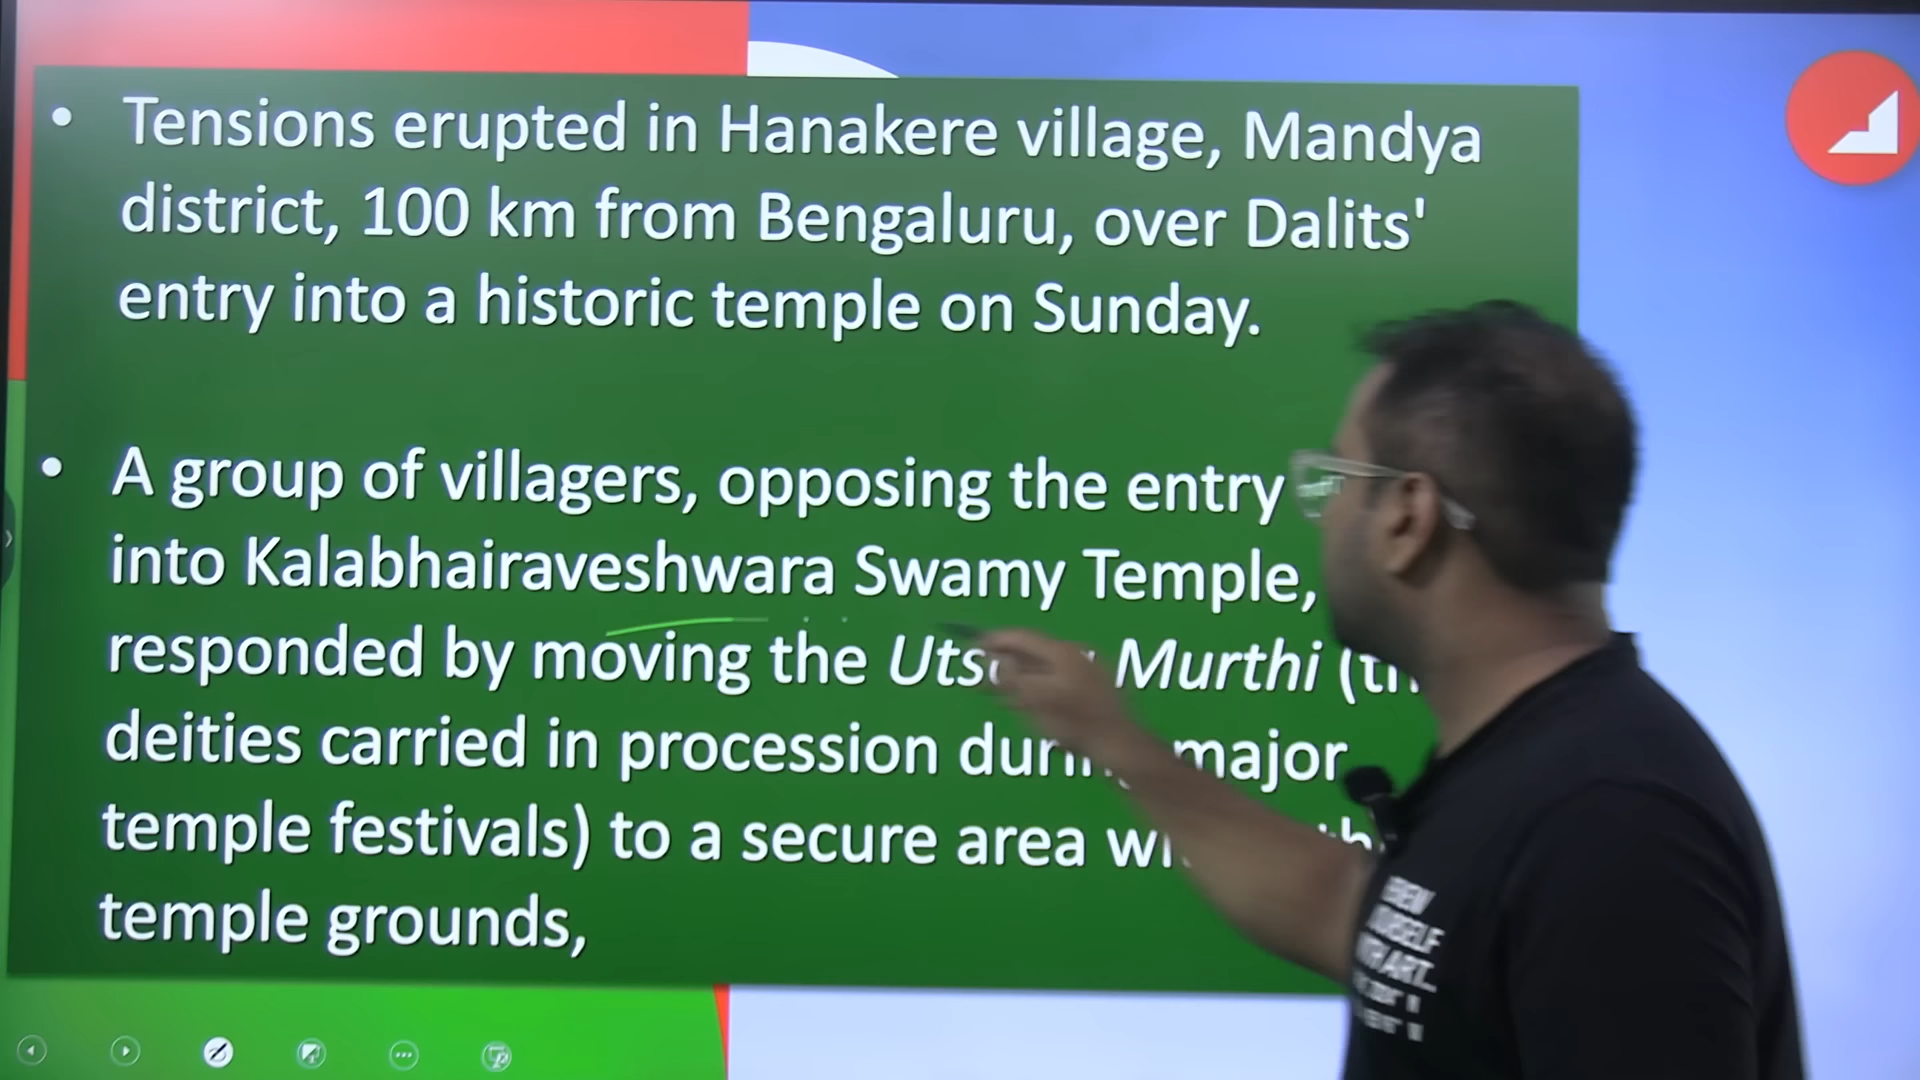 • Tensions erupted in Hanakere village, Mandya
district, 100 km from Bengaluru, over Dalits'
entry into a historic temple on Sunday.
• A group of villagers, opposing the entry
into Kalabhairaveshwara Swamy Temple,
responded by moving the Murthi
deities carried in procession major
temple festivals) to a secure area
temple grounds,